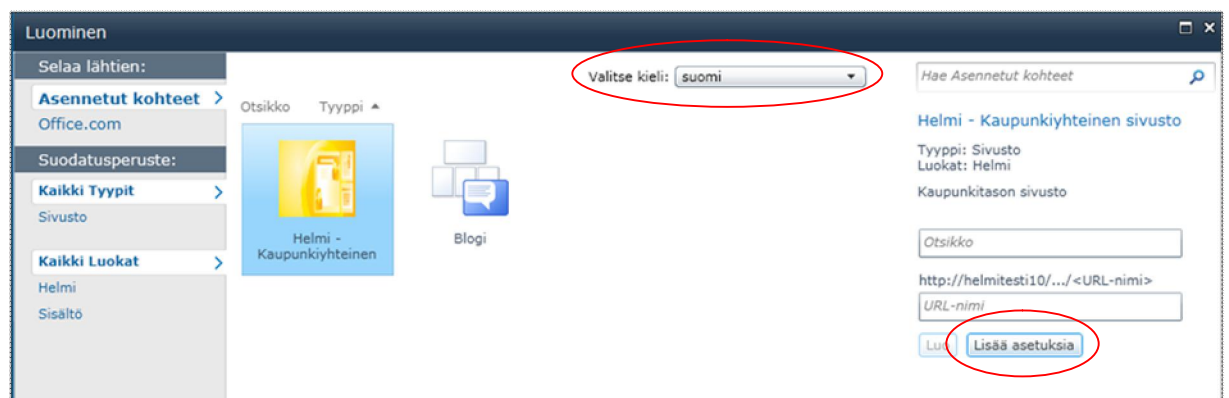 Luominen
Selaa lähtien:
Asennetut kohteet
Office.com
Suodatusperuste:
Kaikki Tyypit
Sivusto
Kaikki Luokat
Helmi
Sisältö
Valitse kieli: suomi
Otsikko Tyyppi
Helmi -
Kaupunkiyhteinen
Blogi
Hae Asennetut kohteet
Helmi - Kaupunkiyhteinen sivusto
Tyyppi: Sivusto
Luokat: Helmi
Kaupunkitason sivusto
Otsikko
http://helmitesti10/.../<URL-nimi>
URL-nimi
Luo Lisää asetuksia